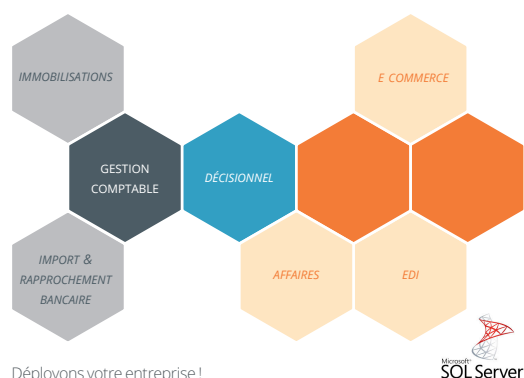 IMMOBILISATIONS
E COMMERCE
GESTION
COMPTABLE
DÉCISIONNEL
IMPORT &
RAPPROCHEMENT
BANCAIRE
AFFAIRES
EDI
Déployons votre entreprise !
Microsoft
SQL Server